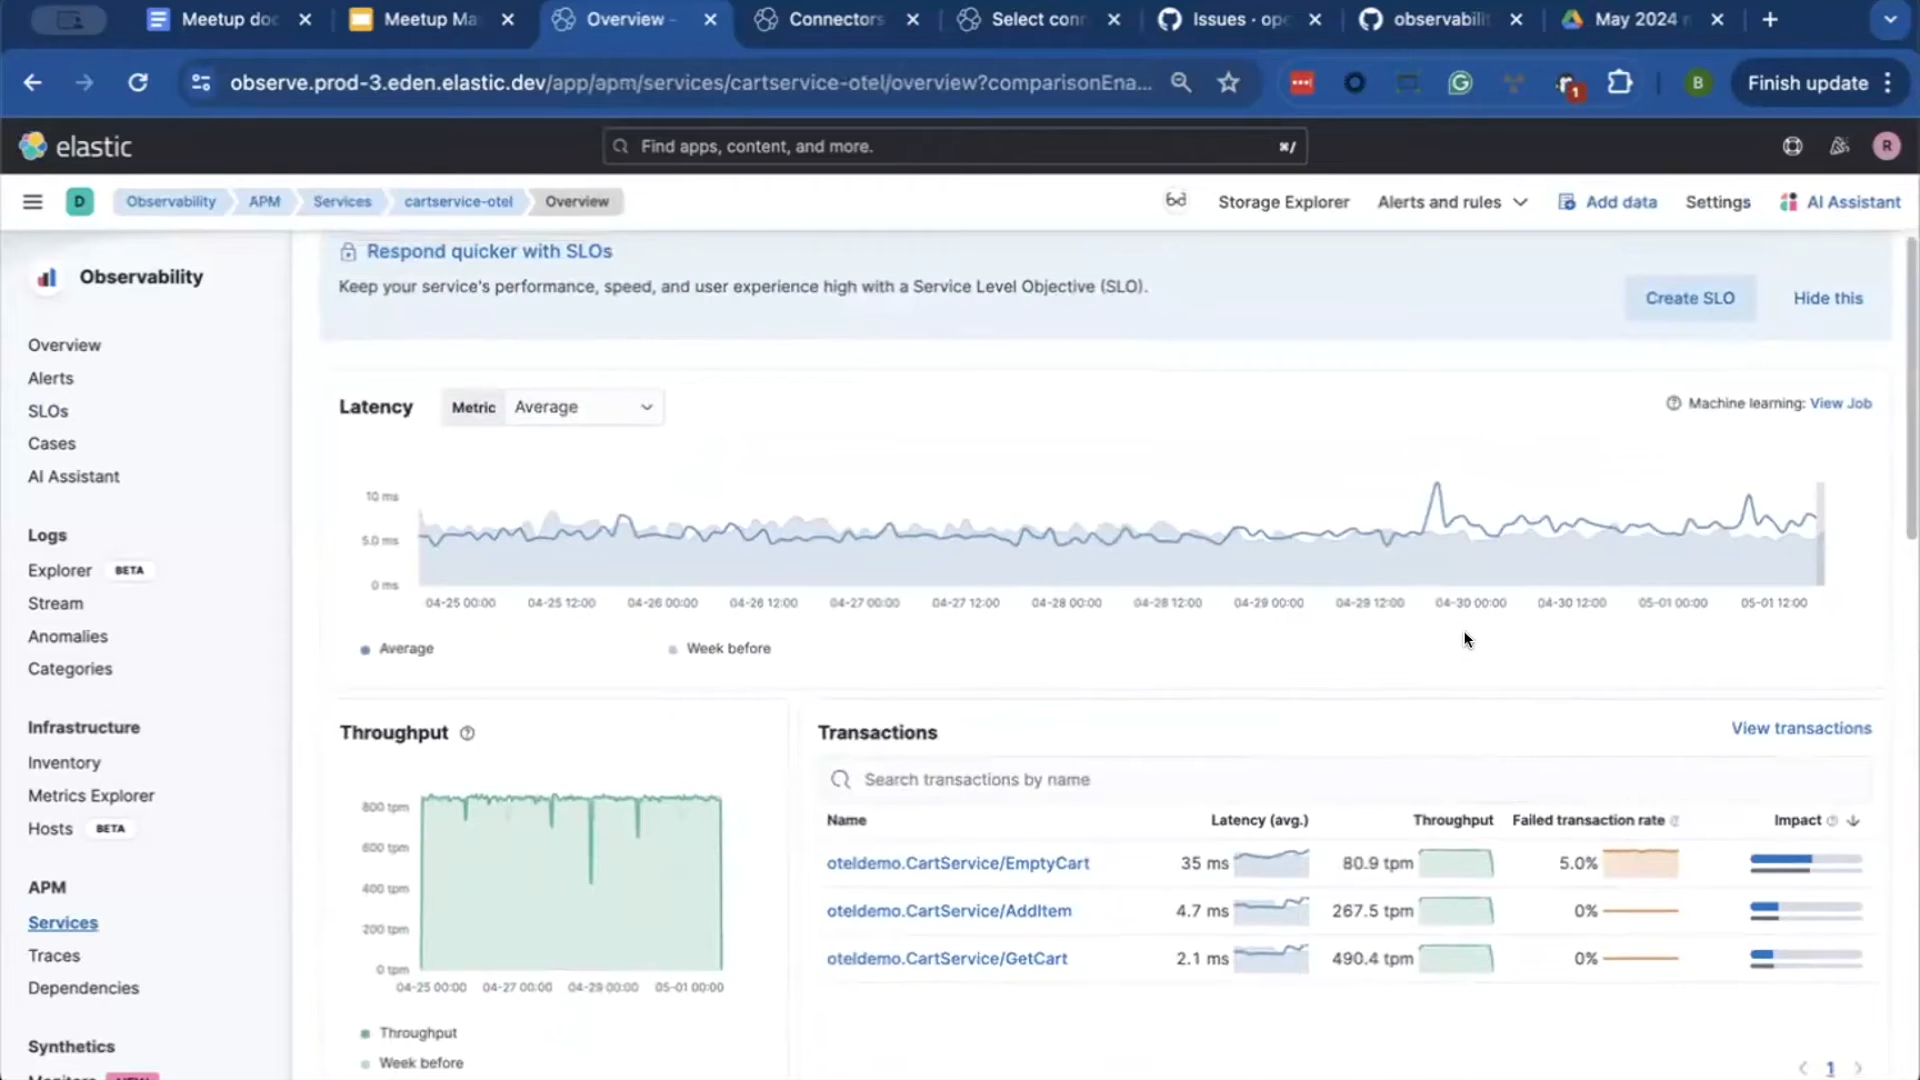 Meetup doc
Meetup Ma
Overview -
Connectors
Select conn
Issues · ope
observabili
May 2024 n
observe.prod-3.eden.elastic.dev/app/apm/services/cartservice-otel/overview?comparisonEna...
1
B
Finish update
elastic
Find apps, content, and more.
⌘/
R
D
Observability
APM
Services
cartservice-otel
Overview
Storage Explorer
Alerts and rules
Add data
Settings
AI Assistant
Observability
Overview
Alerts
SLOs
Cases
AI Assistant
Logs
Explorer BETA
Stream
Anomalies
Categories
Infrastructure
Inventory
Metrics Explorer
Hosts BETA
APM
Services
Traces
Dependencies
Synthetics
Monitors NEW
Respond quicker with SLOs
Keep your service's performance, speed, and user experience high with a Service Level Objective (SLO).
Create SLO
Hide this
Latency
Metric Average
Machine learning: View Job
10 ms
5.0 ms
0 ms
04-25 00:00 04-25 12:00 04-26 00:00 04-26 12:00 04-27 00:00 04-27 12:00 04-28 00:00 04-28 12:00 04-29 00:00 04-29 12:00 04-30 00:00 04-30 12:00 05-01 00:00 05-01 12:00
Average
Week before
Throughput
800 tpm
600 tpm
400 tpm
200 tpm
0 tpm
04-25 00:00 04-27 00:00 04-29 00:00 05-01 00:00
Throughput
Week before
Transactions
View transactions
Search transactions by name
Name Latency (avg.) Throughput Failed transaction rate Impact
oteldemo.CartService/EmptyCart 35 ms 80.9 tpm 5.0%
oteldemo.CartService/AddItem 4.7 ms 267.5 tpm 0%
oteldemo.CartService/GetCart 2.1 ms 490.4 tpm 0%
1